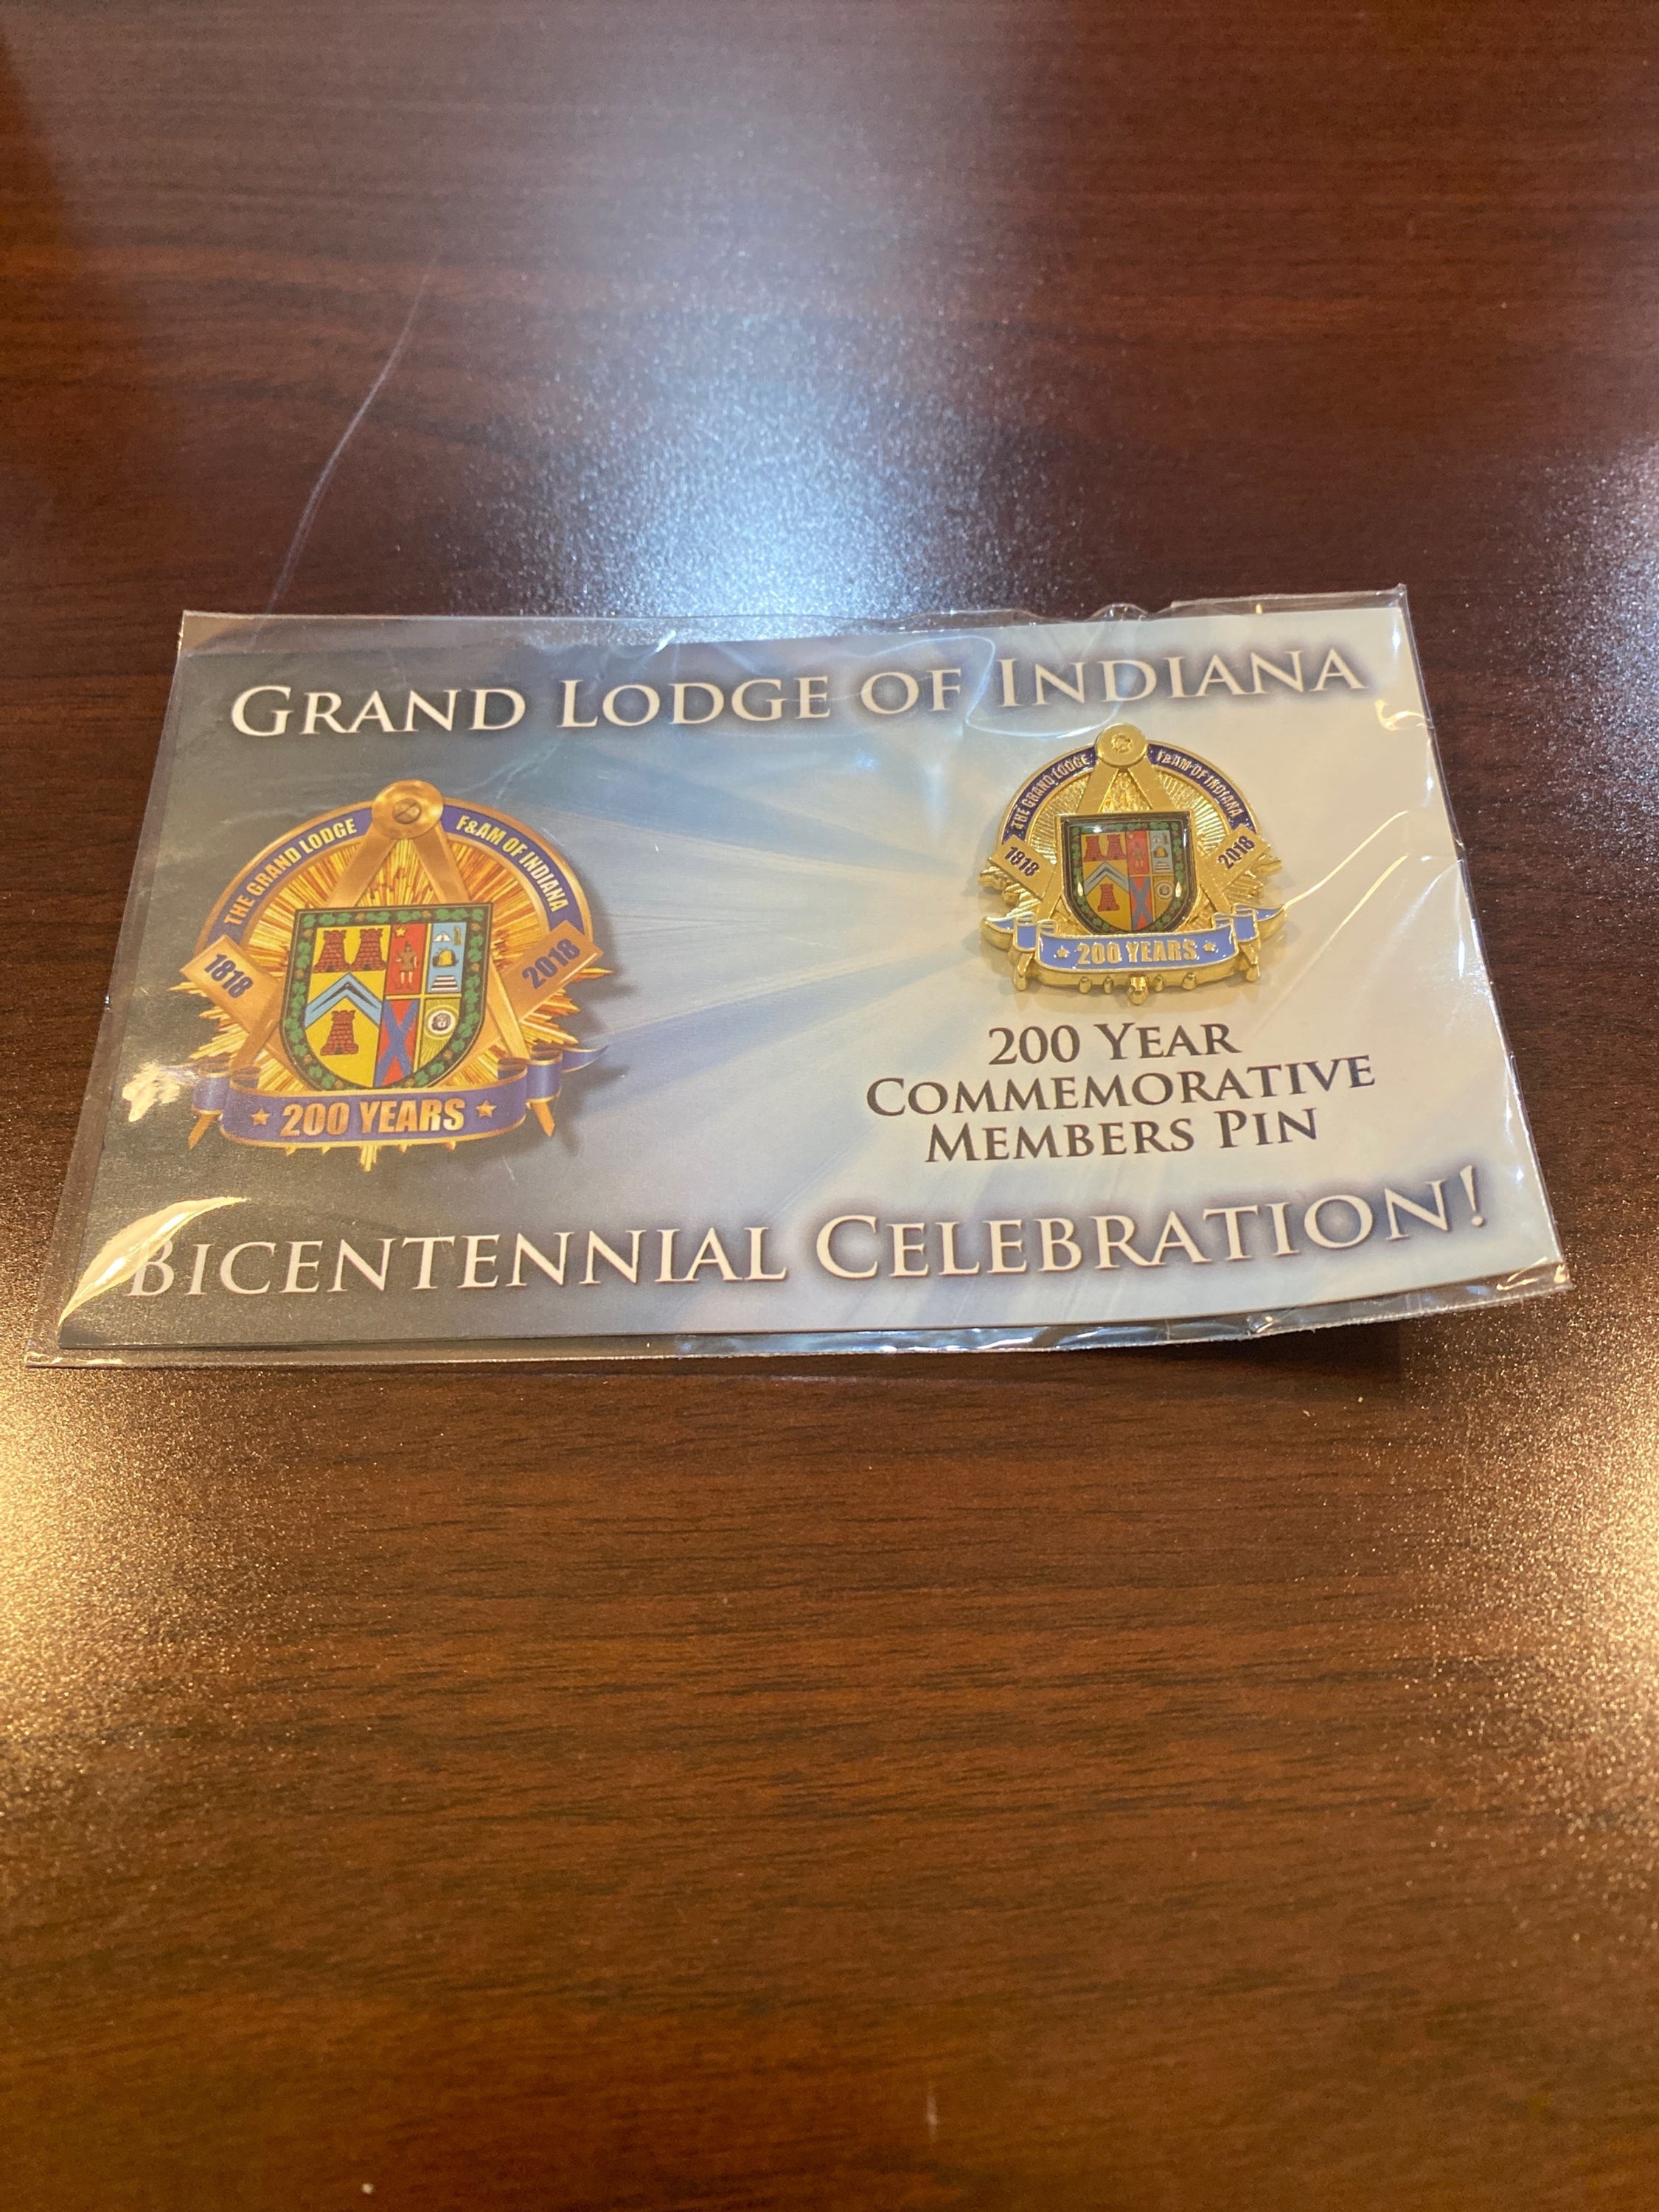 GRAND LODGE OF INDIANA
THE GRAND LODGE F&AM OF INDIANA
1818 2018
200 YEARS
THE GRAND LODGE F&AM OF INDIANA
1818 2018
200 YEARS
200 YEAR
COMMEMORATIVE
MEMBERS PIN
BICENTENNIAL CELEBRATION!